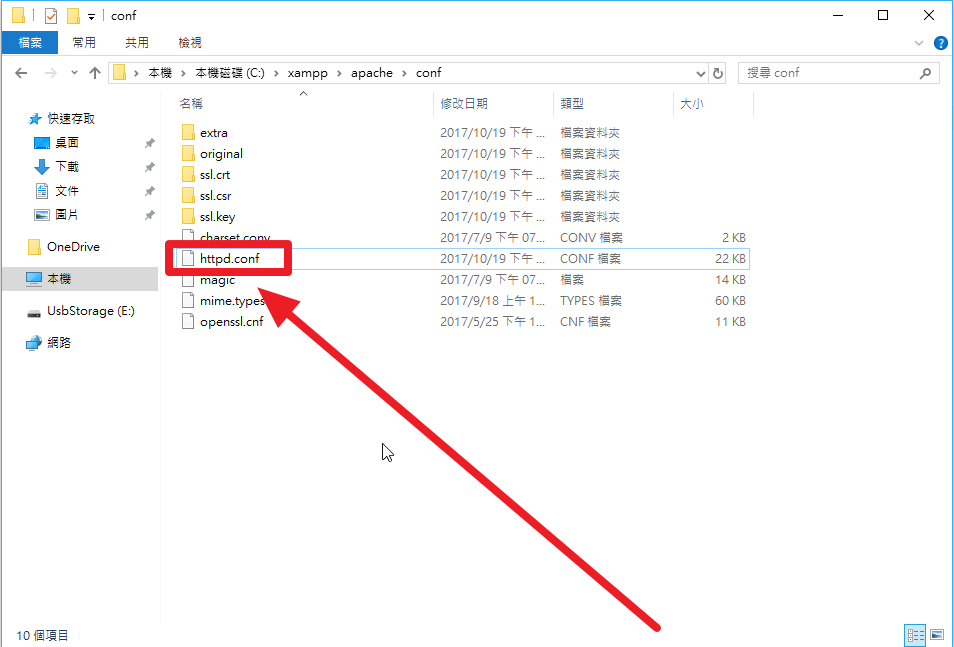 conf
檔案 常用 共用 檢視
本機 本機磁碟 (C:) xampp apache conf
搜尋 conf
名稱 修改日期 類型 大小
快速存取
桌面
下載
文件
圖片
OneDrive
本機
UsbStorage (E:)
網路
extra 2017/10/19 下午 ... 檔案資料夾
original 2017/10/19 下午 ... 檔案資料夾
ssl.crt 2017/10/19 下午 ... 檔案資料夾
ssl.csr 2017/10/19 下午 ... 檔案資料夾
ssl.key 2017/10/19 下午 ... 檔案資料夾
charset.conv 2017/7/9 下午 07... CONV 檔案 2 KB
httpd.conf 2017/10/19 下午 ... CONF 檔案 22 KB
magic 2017/7/9 下午 07... 檔案 14 KB
mime.types 2017/9/18 上午 1... TYPES 檔案 60 KB
openssl.cnf 2017/5/25 下午 1... CNF 檔案 11 KB
10 個項目